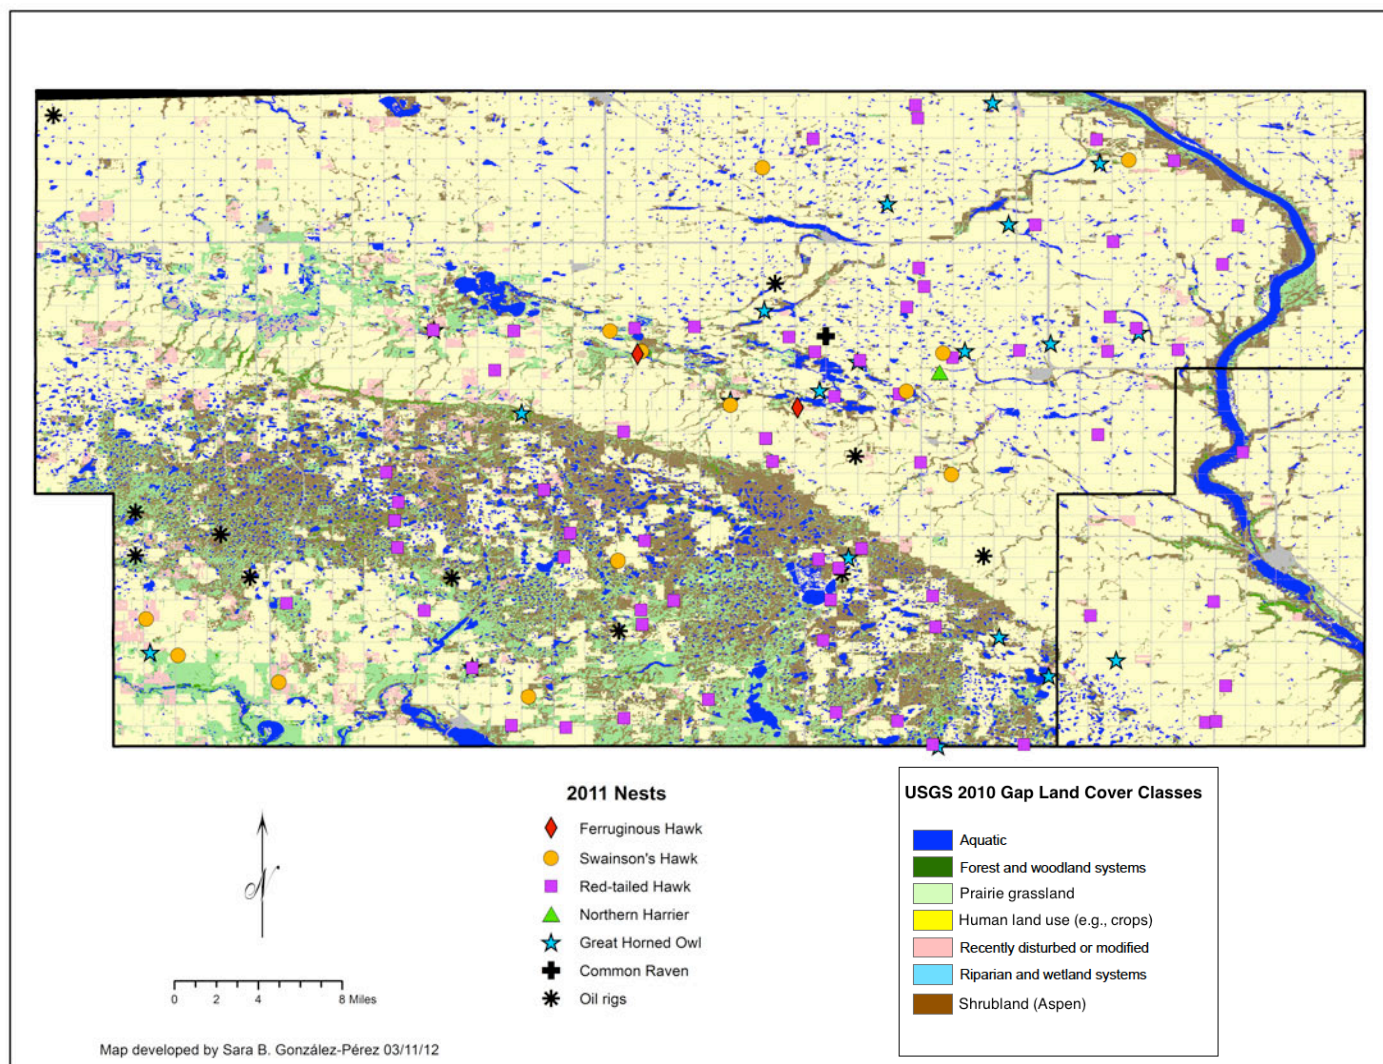 2011 Nests
Ferruginous Hawk
Swainson's Hawk
Red-tailed Hawk
Northern Harrier
Great Horned Owl
Common Raven
Oil rigs
USGS 2010 Gap Land Cover Classes
Aquatic
Forest and woodland systems
Prairie grassland
Human land use (e.g., crops)
Recently disturbed or modified
Riparian and wetland systems
Shrubland (Aspen)
N
0 2 4 8 Miles
Map developed by Sara B. González-Pérez 03/11/12